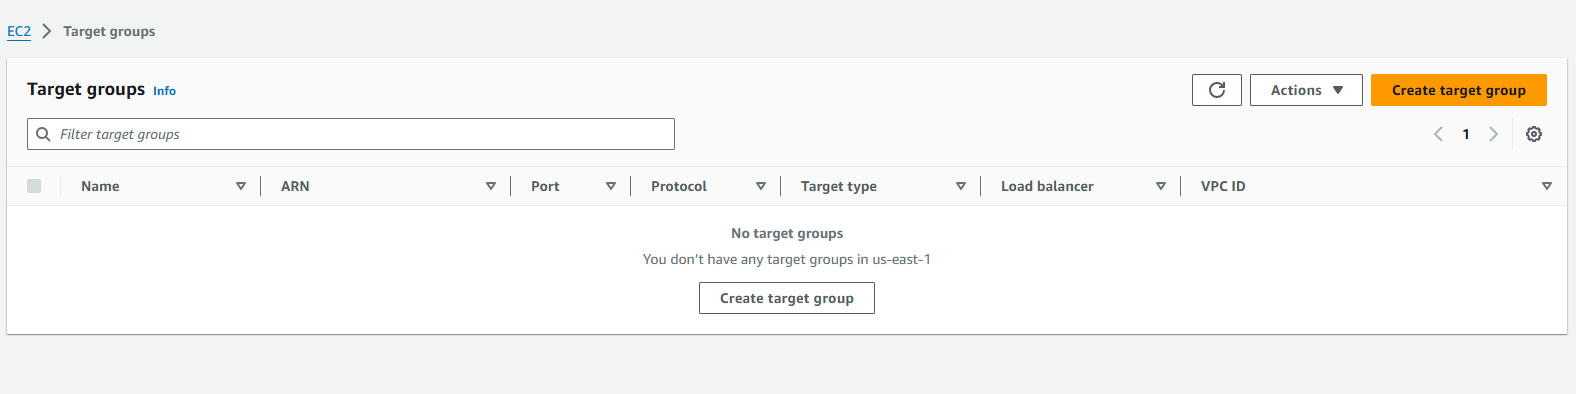 EC2 Target groups
Target groups Info
Actions
Create target group
Filter target groups
1
Name ARN Port Protocol Target type Load balancer VPC ID
No target groups
You don’t have any target groups in us-east-1
Create target group